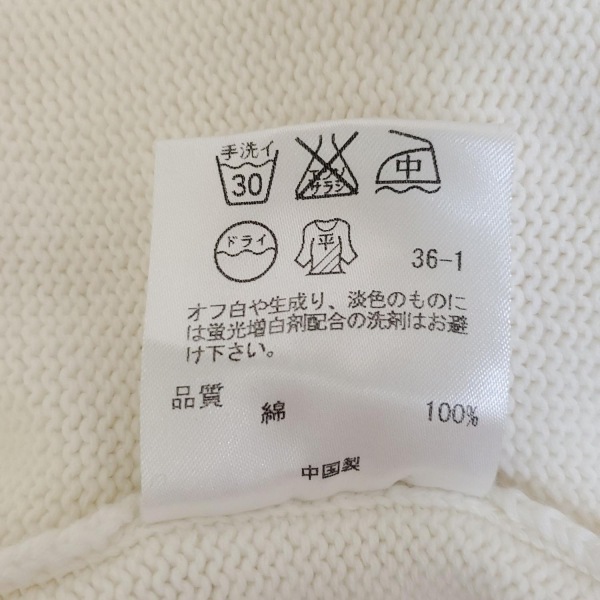 手洗イ
30
エンソ
サラシ
中
ドライ
平
36-1
オフ白や生成り、淡色のものに
は蛍光増白剤配合の洗剤はお避
け下さい。
品質 綿 100%
中国製